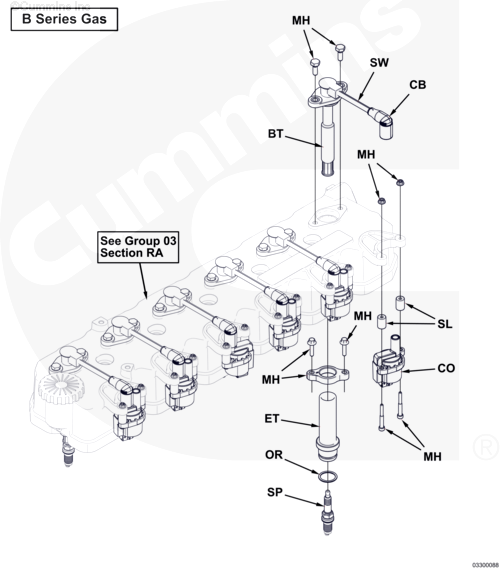 ©Cummins Inc
B Series Gas
Cummins
MH
SW
CB
BT
MH
See Group 03
Section RA
MH
SL
MH
CO
ET
MH
OR
SP
®
03300088